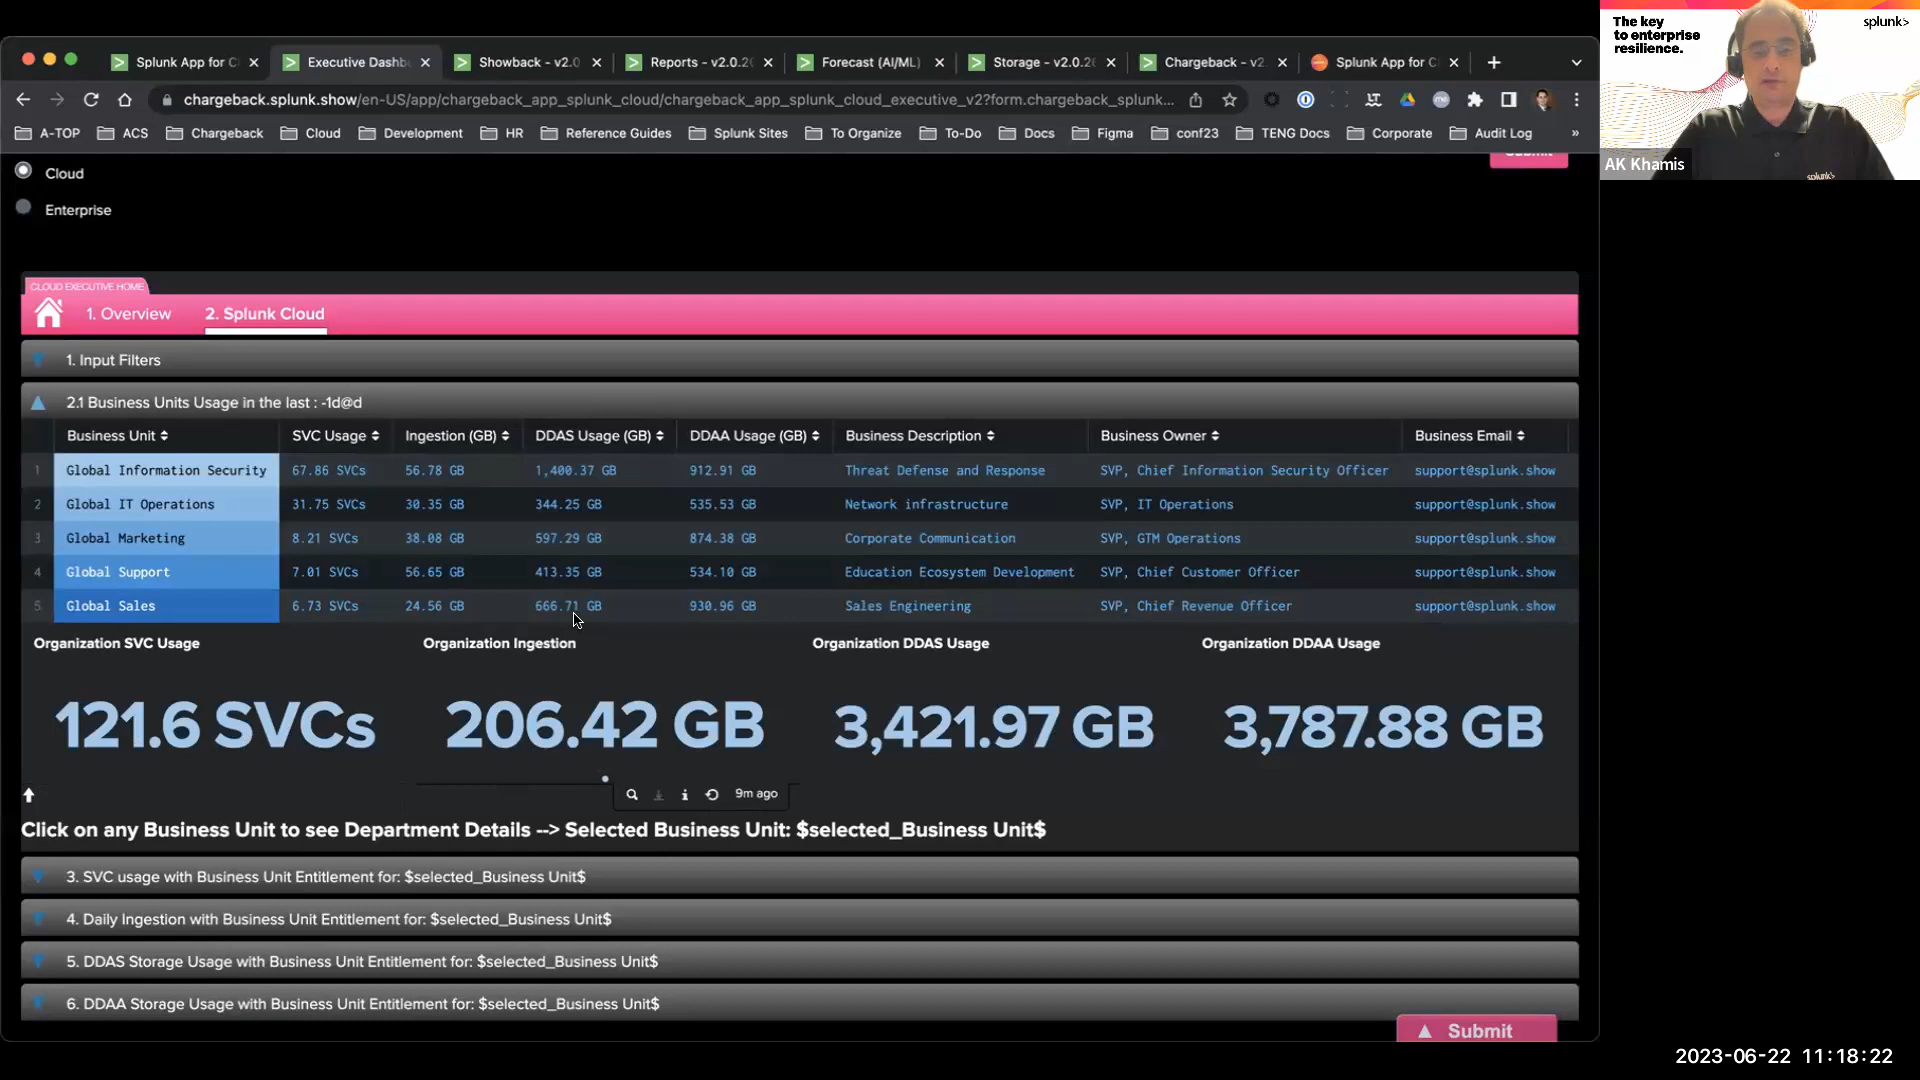 Splunk App for C
Executive Dashb
Showback - v2.0
Reports - v2.0.2
Forecast (AI/ML)
Storage - v2.0.2
Chargeback - v2.
Splunk App for C
chargeback.splunk.show/en-US/app/chargeback_app_splunk_cloud/chargeback_app_splunk_cloud_executive_v2?form.chargeback_splunk...
A-TOP ACS Chargeback Cloud Development HR Reference Guides Splunk Sites To Organize To-Do Docs Figma conf23 TENG Docs Corporate Audit Log »
The key
to enterprise
resilience.
splunk>
splunk>
AK Khamis
Submit
Cloud
Enterprise
CLOUD EXECUTIVE HOME
1. Overview 2. Splunk Cloud
1. Input Filters
2.1 Business Units Usage in the last : -1d@d
Business Unit SVC Usage Ingestion (GB) DDAS Usage (GB) DDAA Usage (GB) Business Description Business Owner Business Email
1 Global Information Security 67.86 SVCs 56.78 GB 1,400.37 GB 912.91 GB Threat Defense and Response SVP, Chief Information Security Officer support@splunk.show
2 Global IT Operations 31.75 SVCs 30.35 GB 344.25 GB 535.53 GB Network infrastructure SVP, IT Operations support@splunk.show
3 Global Marketing 8.21 SVCs 38.08 GB 597.29 GB 874.38 GB Corporate Communication SVP, GTM Operations support@splunk.show
4 Global Support 7.01 SVCs 56.65 GB 413.35 GB 534.10 GB Education Ecosystem Development SVP, Chief Customer Officer support@splunk.show
5 Global Sales 6.73 SVCs 24.56 GB 666.71 GB 930.96 GB Sales Engineering SVP, Chief Revenue Officer support@splunk.show
Organization SVC Usage Organization Ingestion Organization DDAS Usage Organization DDAA Usage
121.6 SVCs 206.42 GB 3,421.97 GB 3,787.88 GB
9m ago
Click on any Business Unit to see Department Details --> Selected Business Unit: $selected_Business Unit$
3. SVC usage with Business Unit Entitlement for: $selected_Business Unit$
4. Daily Ingestion with Business Unit Entitlement for: $selected_Business Unit$
5. DDAS Storage Usage with Business Unit Entitlement for: $selected_Business Unit$
6. DDAA Storage Usage with Business Unit Entitlement for: $selected_Business Unit$
Submit
2023-06-22 11:18:22